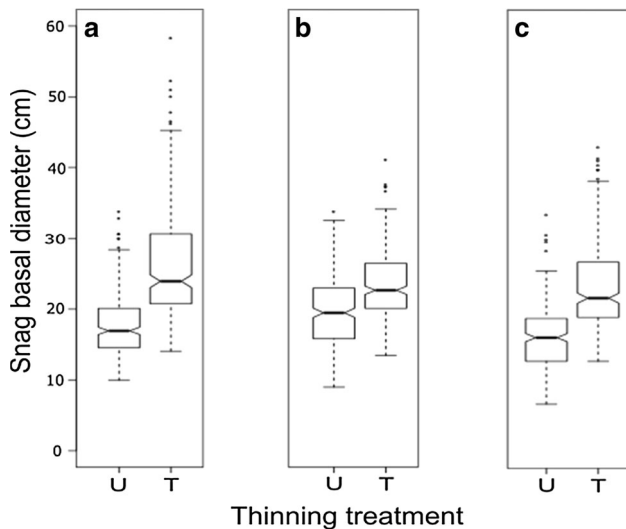 60
50
40
30
20
10
0
Snag basal diameter (cm)
a
b
c
U T
U T
U T
Thinning treatment